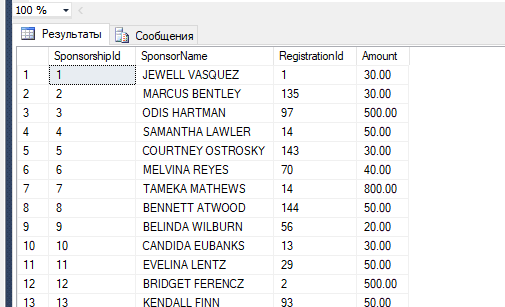 100 %
Результаты Сообщения
SponsorshipId SponsorName RegistrationId Amount
1 1 JEWELL VASQUEZ 1 30.00
2 2 MARCUS BENTLEY 135 30.00
3 3 ODIS HARTMAN 97 500.00
4 4 SAMANTHA LAWLER 14 50.00
5 5 COURTNEY OSTROSKY 143 30.00
6 6 MELVINA REYES 70 40.00
7 7 TAMEKA MATHEWS 14 800.00
8 8 BENNETT ATWOOD 144 50.00
9 9 BELINDA WILBURN 56 20.00
10 10 CANDIDA EUBANKS 13 30.00
11 11 EVELINA LENTZ 29 50.00
12 12 BRIDGET FERENCZ 2 500.00
13 13 KENDALL FINN 93 50.00